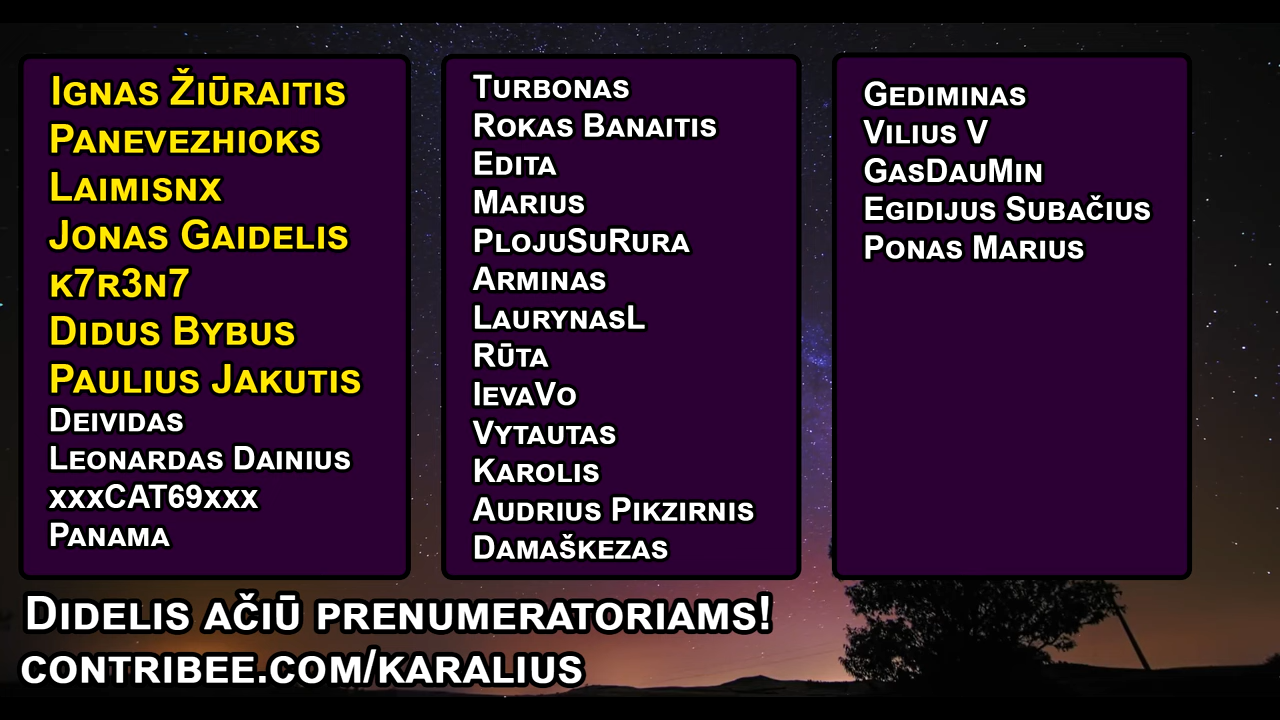 Ignas Žiūraitis
Panevezhioks
Laimisnx
Jonas Gaidelis
k7r3n7
Didus Bybus
Paulius Jakutis
Deividas
Leonardas Dainius
xxxCAT69xxx
Panama
Turbonas
Rokas Banaitis
Edita
Marius
PlojuSuRura
Arminas
LaurynasL
Rūta
IevaVo
Vytautas
Karolis
Audrius Pikzirnis
Damaškezas
Gediminas
Vilius V
GasDauMin
Egidijus Subačius
Ponas Marius
Didelis ačiū prenumeratoriams!
contribee.com/karalius